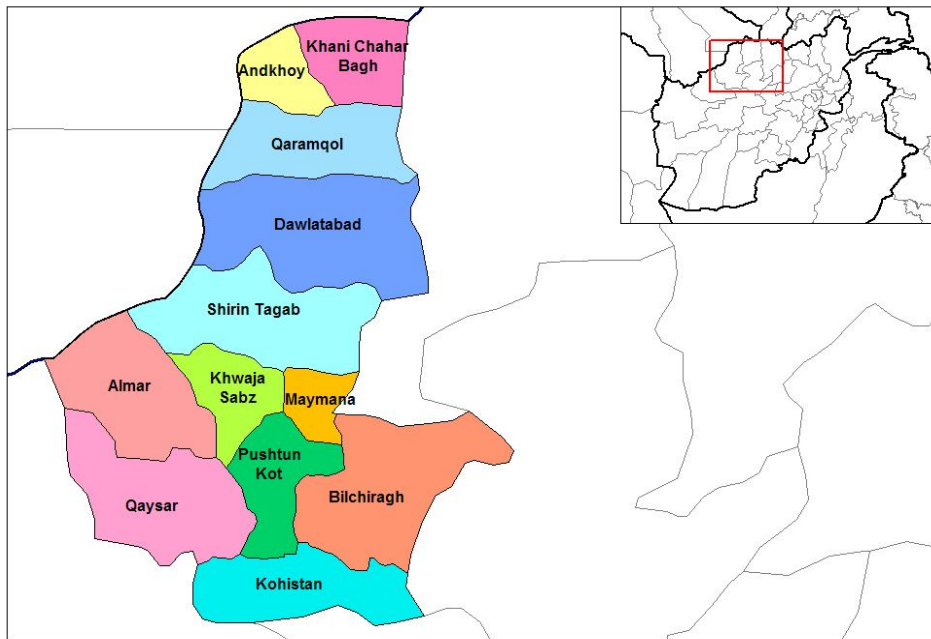 Khani Chahar
Bagh
Andkhoy
Qaramqol
Dawlatabad
Shirin Tagab
Almar
Khwaja
Sabz
Maymana
Pushtun
Kot
Qaysar
Bilchiragh
Kohistan